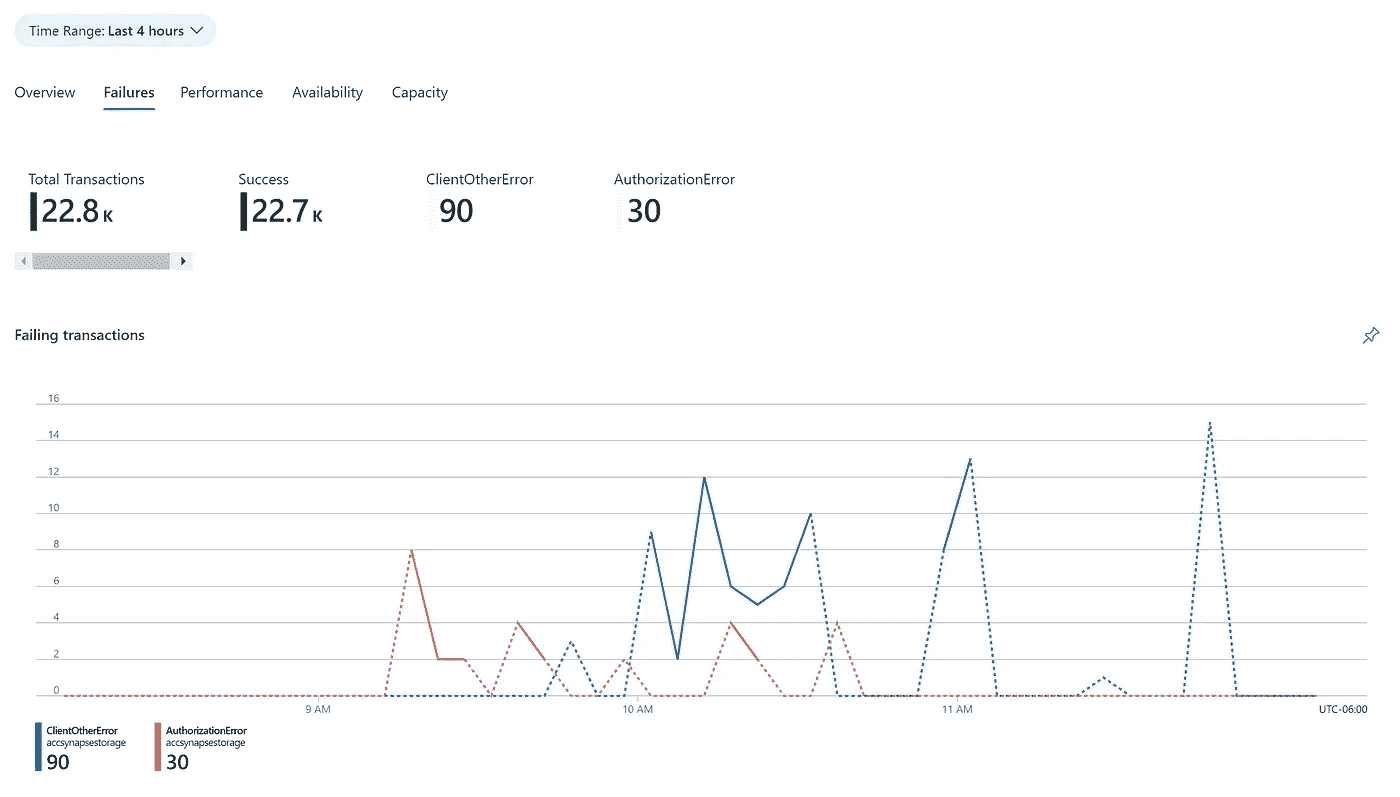 Time Range: Last 4 hours
Overview Failures Performance Availability Capacity
Total Transactions Success ClientOtherError AuthorizationError
22.8 K 22.7 K 90 30
Failing transactions
16
14
12
10
8
6
4
2
0
9 AM 10 AM 11 AM UTC-06:00
ClientOtherError AuthorizationError
accsynapsestorage accsynapsestorage
90 30